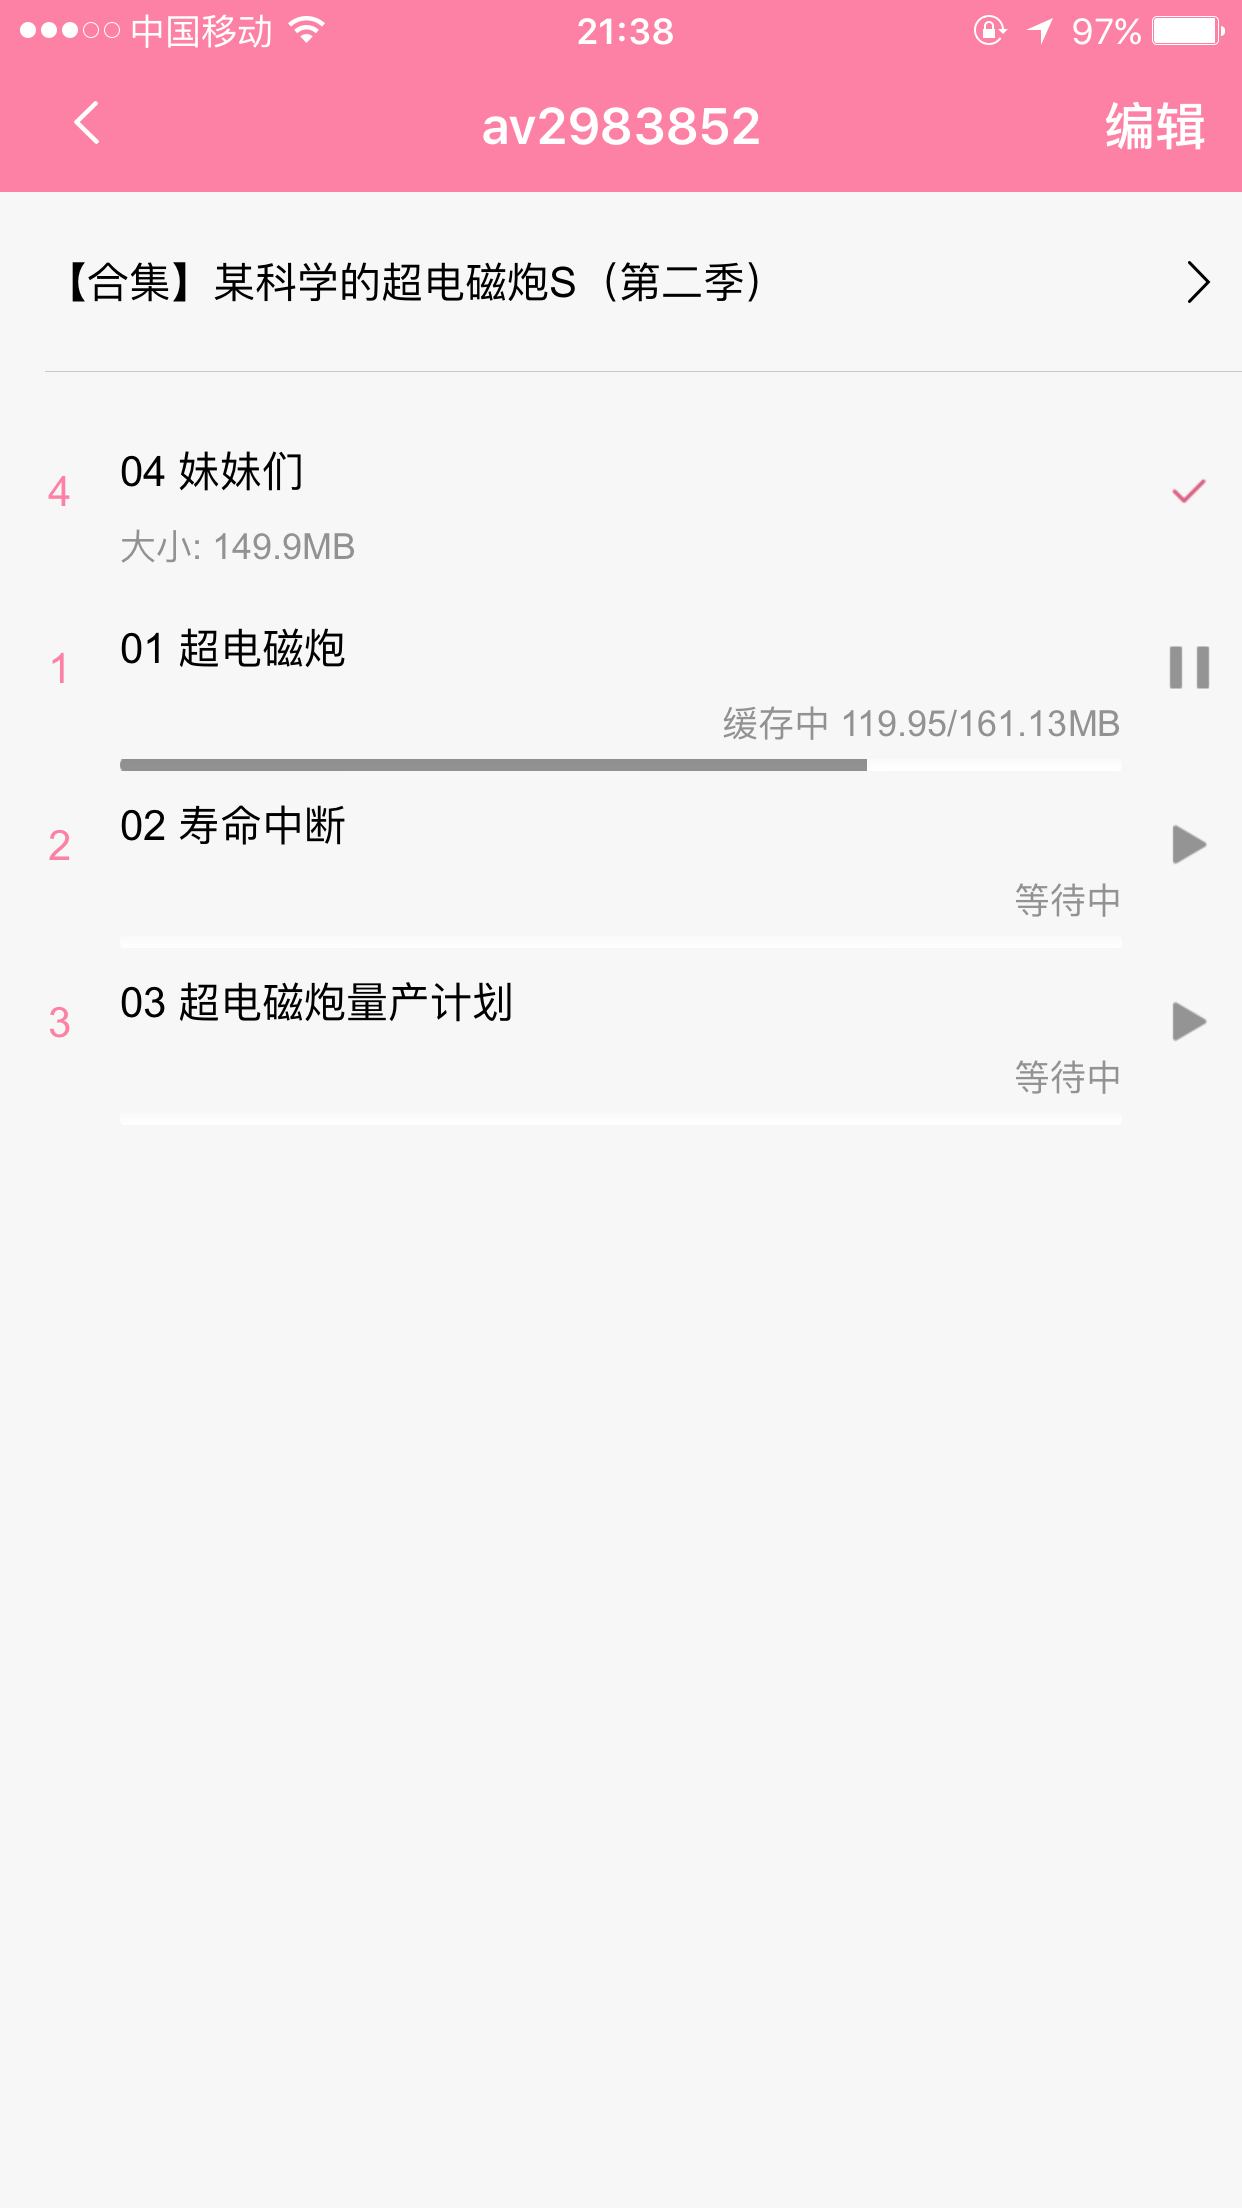 中国移动 21:38 97%
av2983852 编辑
【合集】某科学的超电磁炮S（第二季）
04 妹妹们
4
大小: 149.9MB
01 超电磁炮
1
缓存中 119.95/161.13MB
02 寿命中断
2
等待中
03 超电磁炮量产计划
3
等待中